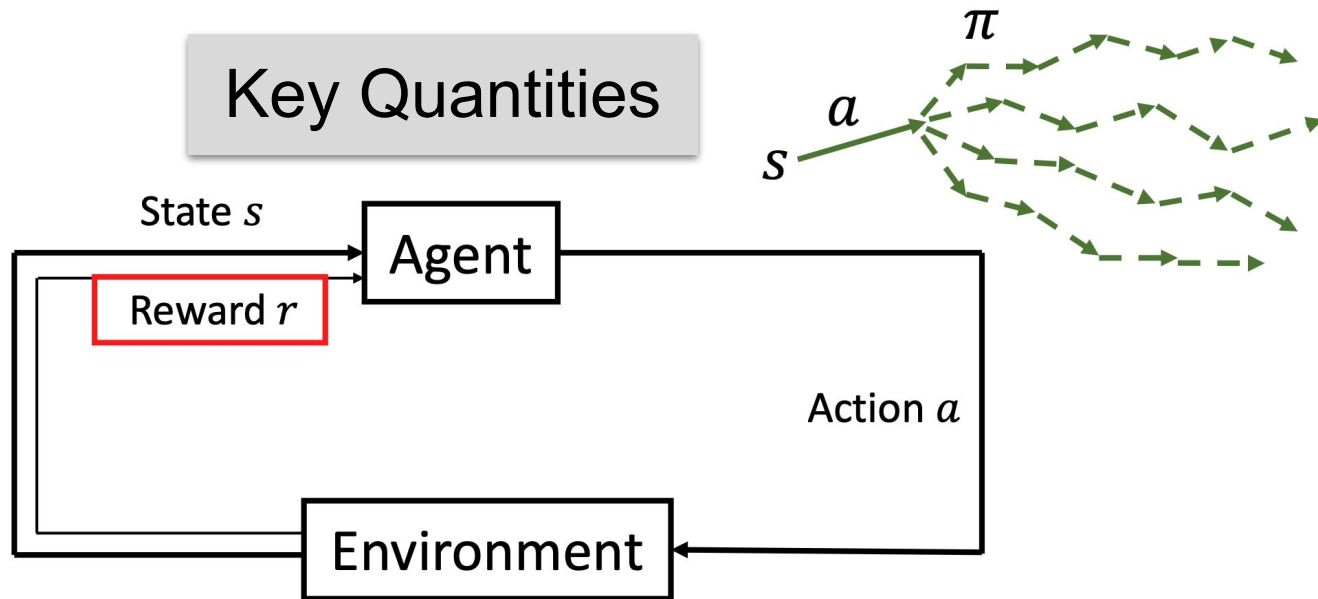 Key Quantities
π
a
s
State s
Agent
Reward r
Action a
Environment